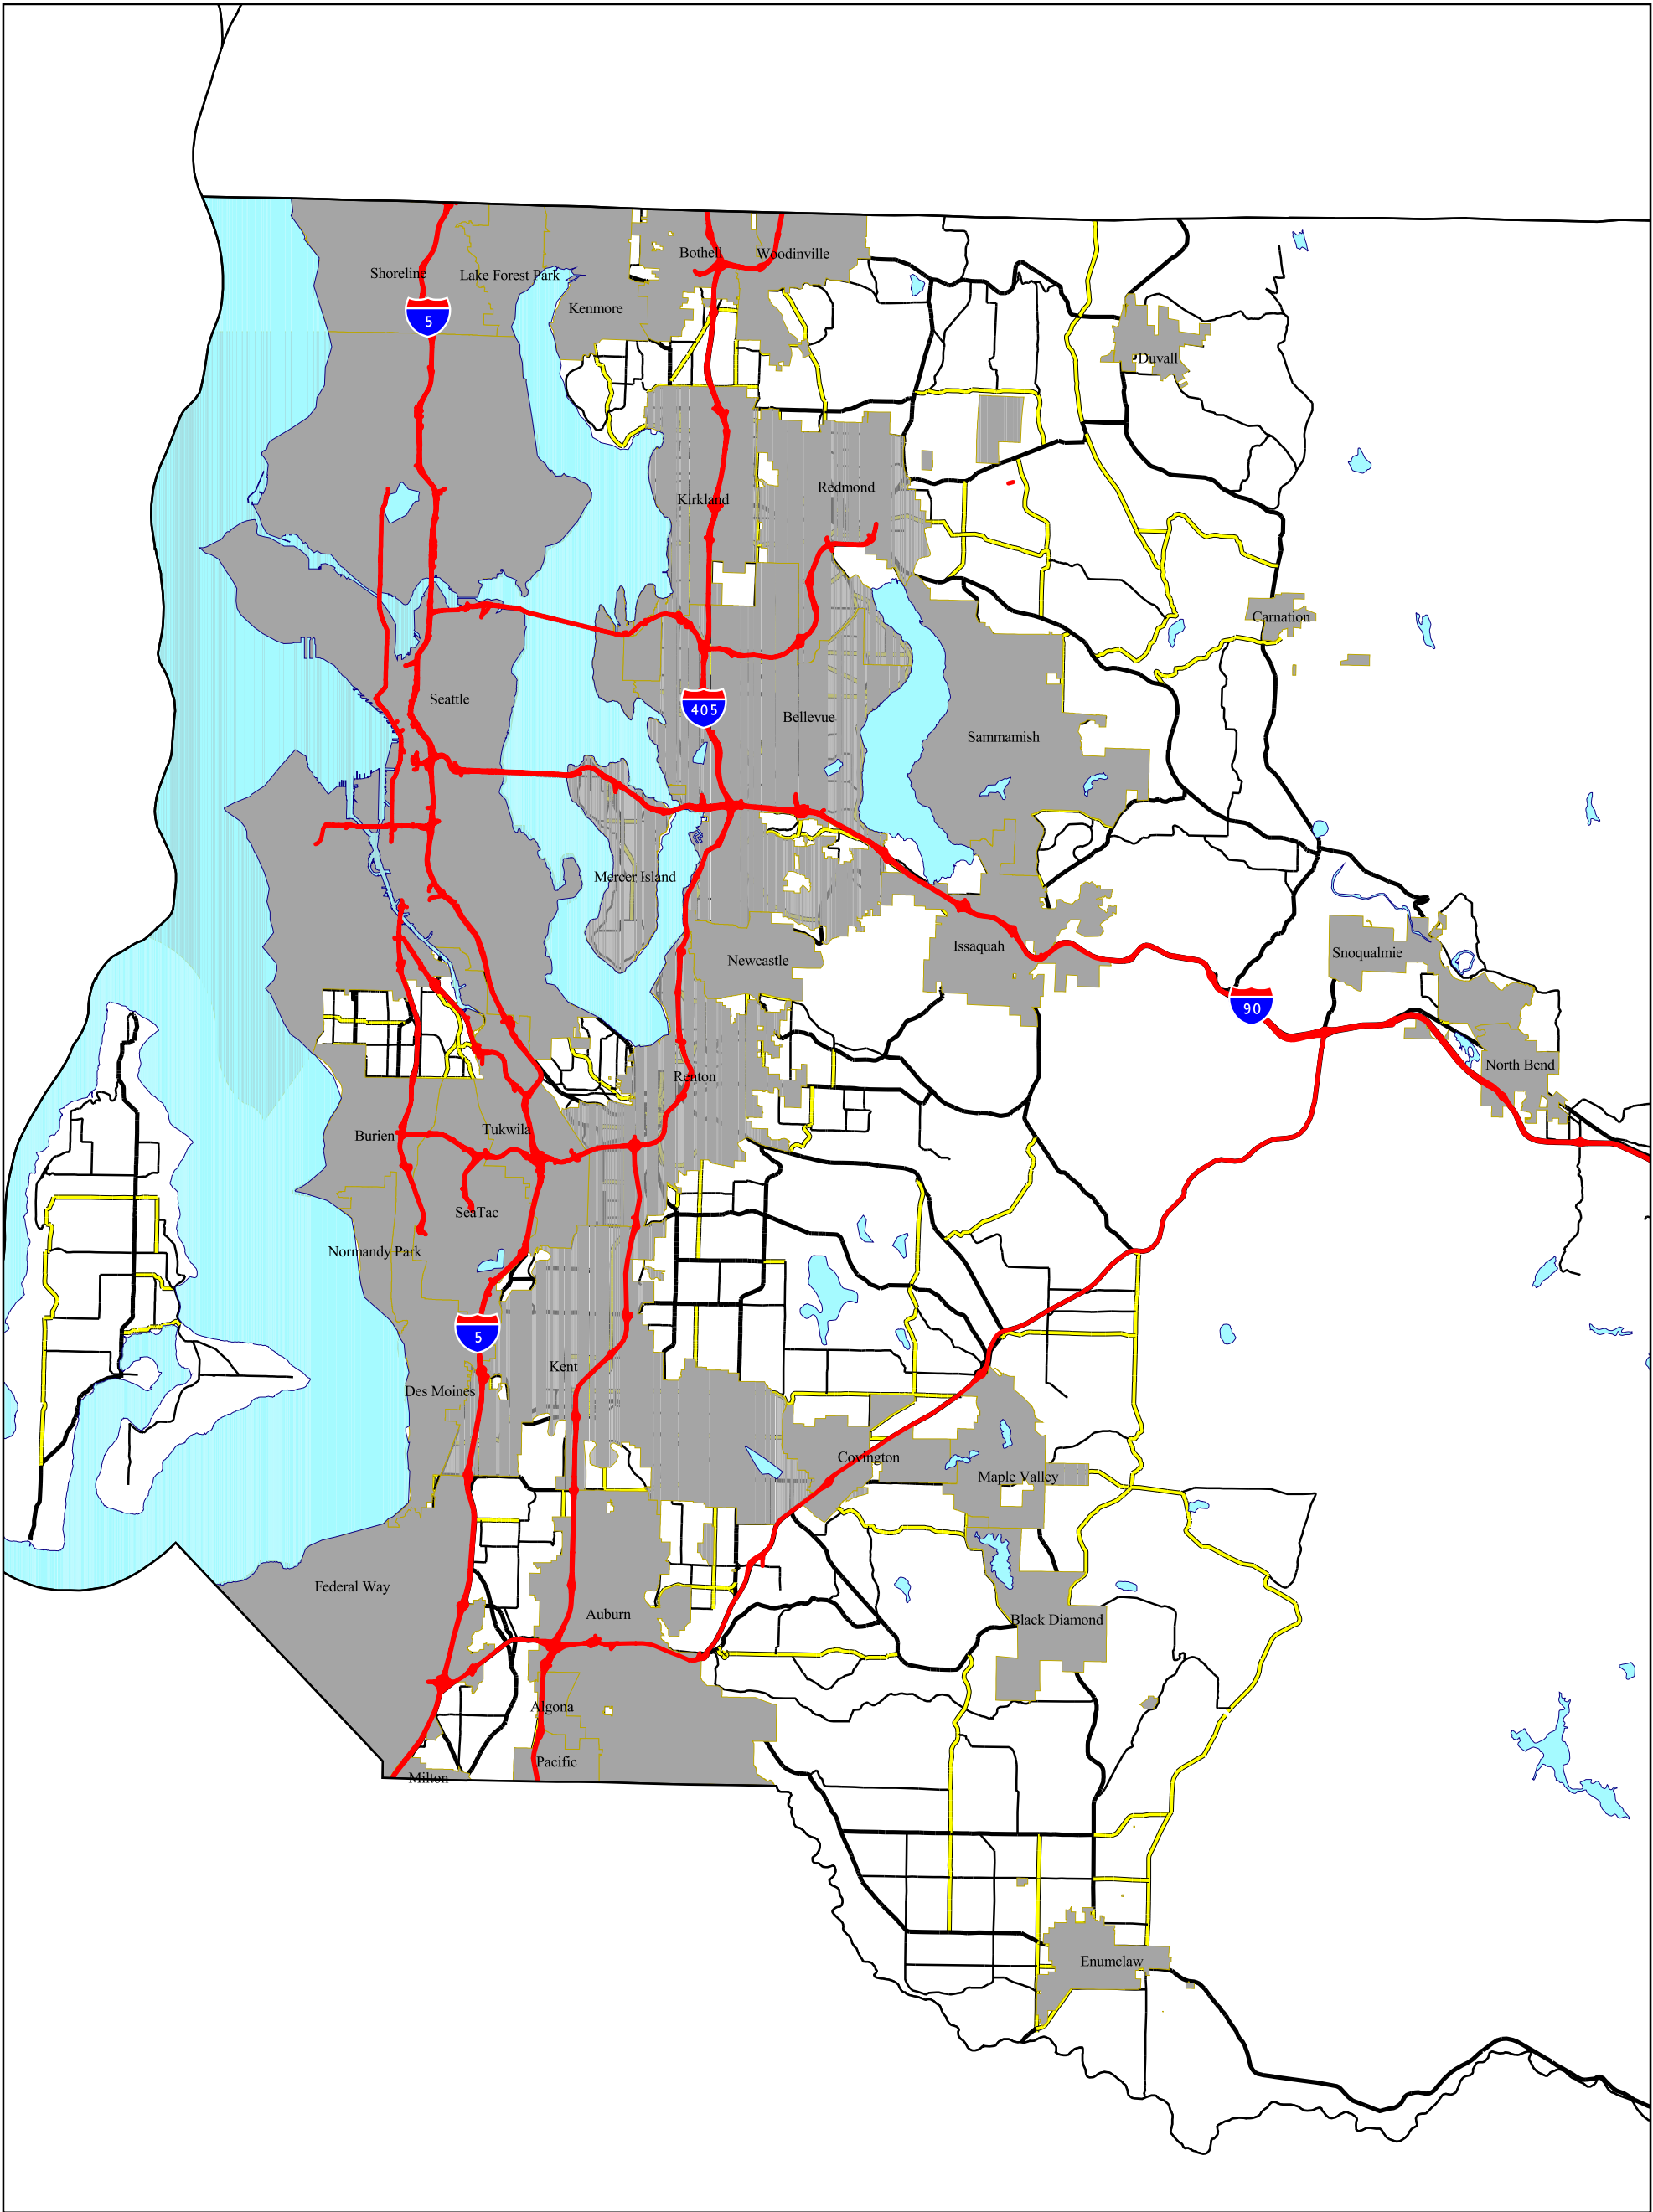 Bothell
Woodinville
Shoreline
Lake Forest Park
Kenmore
5
Duvall
Redmond
Kirkland
Carnation
Seattle
405
Bellevue
Sammamish
Mercer Island
Issaquah
Snoqualmie
Newcastle
90
North Bend
Renton
Tukwila
Burien
SeaTac
Normandy Park
5
Kent
Des Moines
Covington
Maple Valley
Federal Way
Auburn
Black Diamond
Algona
Pacific
Milton
Enumclaw